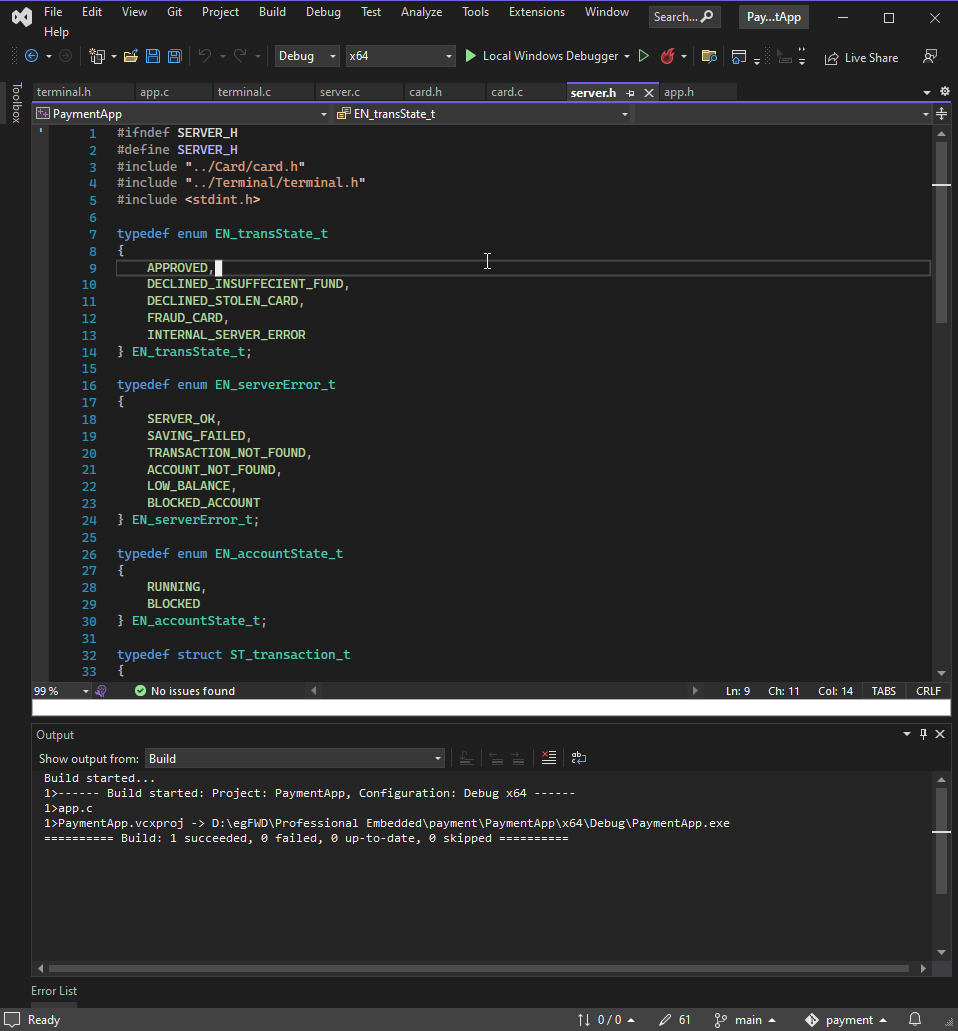 File Edit View Git Project Build Debug Test Analyze Tools Extensions Window Search... Pay...tApp
Help
Debug x64 Local Windows Debugger Live Share
Toolbox
terminal.h app.c terminal.c server.c card.h card.c server.h app.h
PaymentApp EN_transState_t
1 #ifndef SERVER_H
2 #define SERVER_H
3 #include "../Card/card.h"
4 #include "../Terminal/terminal.h"
5 #include <stdint.h>
6
7 typedef enum EN_transState_t
8 {
9 APPROVED,
10 DECLINED_INSUFFECIENT_FUND,
11 DECLINED_STOLEN_CARD,
12 FRAUD_CARD,
13 INTERNAL_SERVER_ERROR
14 } EN_transState_t;
15
16 typedef enum EN_serverError_t
17 {
18 SERVER_OK,
19 SAVING_FAILED,
20 TRANSACTION_NOT_FOUND,
21 ACCOUNT_NOT_FOUND,
22 LOW_BALANCE,
23 BLOCKED_ACCOUNT
24 } EN_serverError_t;
25
26 typedef enum EN_accountState_t
27 {
28 RUNNING,
29 BLOCKED
30 } EN_accountState_t;
31
32 typedef struct ST_transaction_t
33 {
99 % No issues found Ln: 9 Ch: 11 Col: 14 TABS CRLF
Output
Show output from: Build
Build started...
1>------ Build started: Project: PaymentApp, Configuration: Debug x64 ------
1>app.c
1>PaymentApp.vcxproj -> D:\egFWD\Professional Embedded\payment\PaymentApp\x64\Debug\PaymentApp.exe
========== Build: 1 succeeded, 0 failed, 0 up-to-date, 0 skipped ==========
Error List
Ready 0 / 0 61 main payment